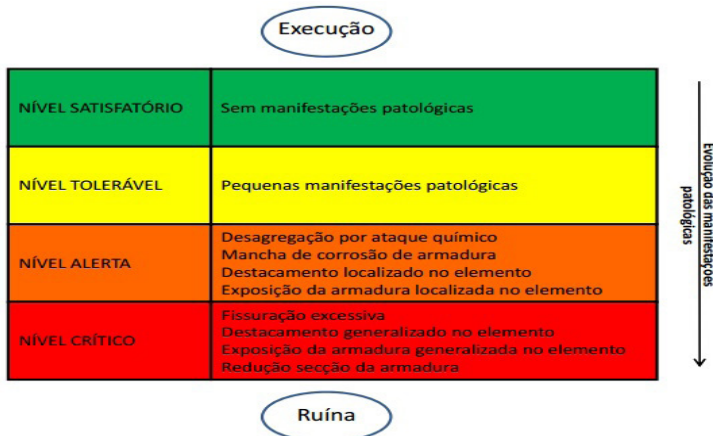 Execução
NÍVEL SATISFATÓRIO
Sem manifestações patológicas
NÍVEL TOLERÁVEL
Pequenas manifestações patológicas
NÍVEL ALERTA
Desagregação por ataque químico
Mancha de corrosão de armadura
Destacamento localizado no elemento
Exposição da armadura localizada no elemento
NÍVEL CRÍTICO
Fissuração excessiva
Destacamento generalizado no elemento
Exposição da armadura generalizada no elemento
Redução secção da armadura
Evolução das manifestações
patológicas
Ruína